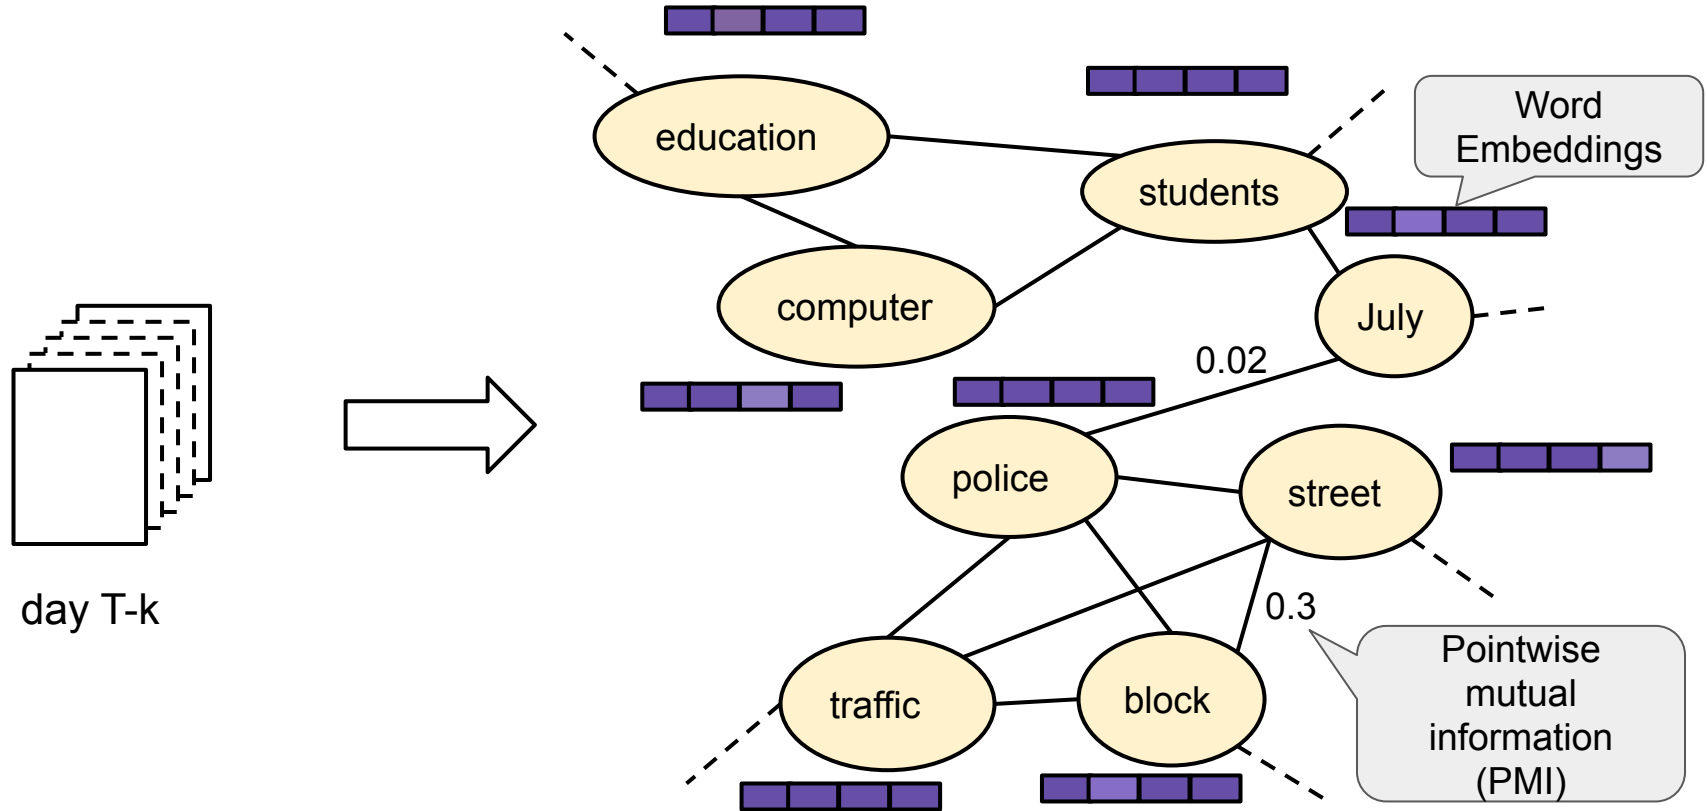 education
students
Word
Embeddings
computer
July
0.02
police
street
day T-k
0.3
traffic
block
Pointwise
mutual
information
(PMI)